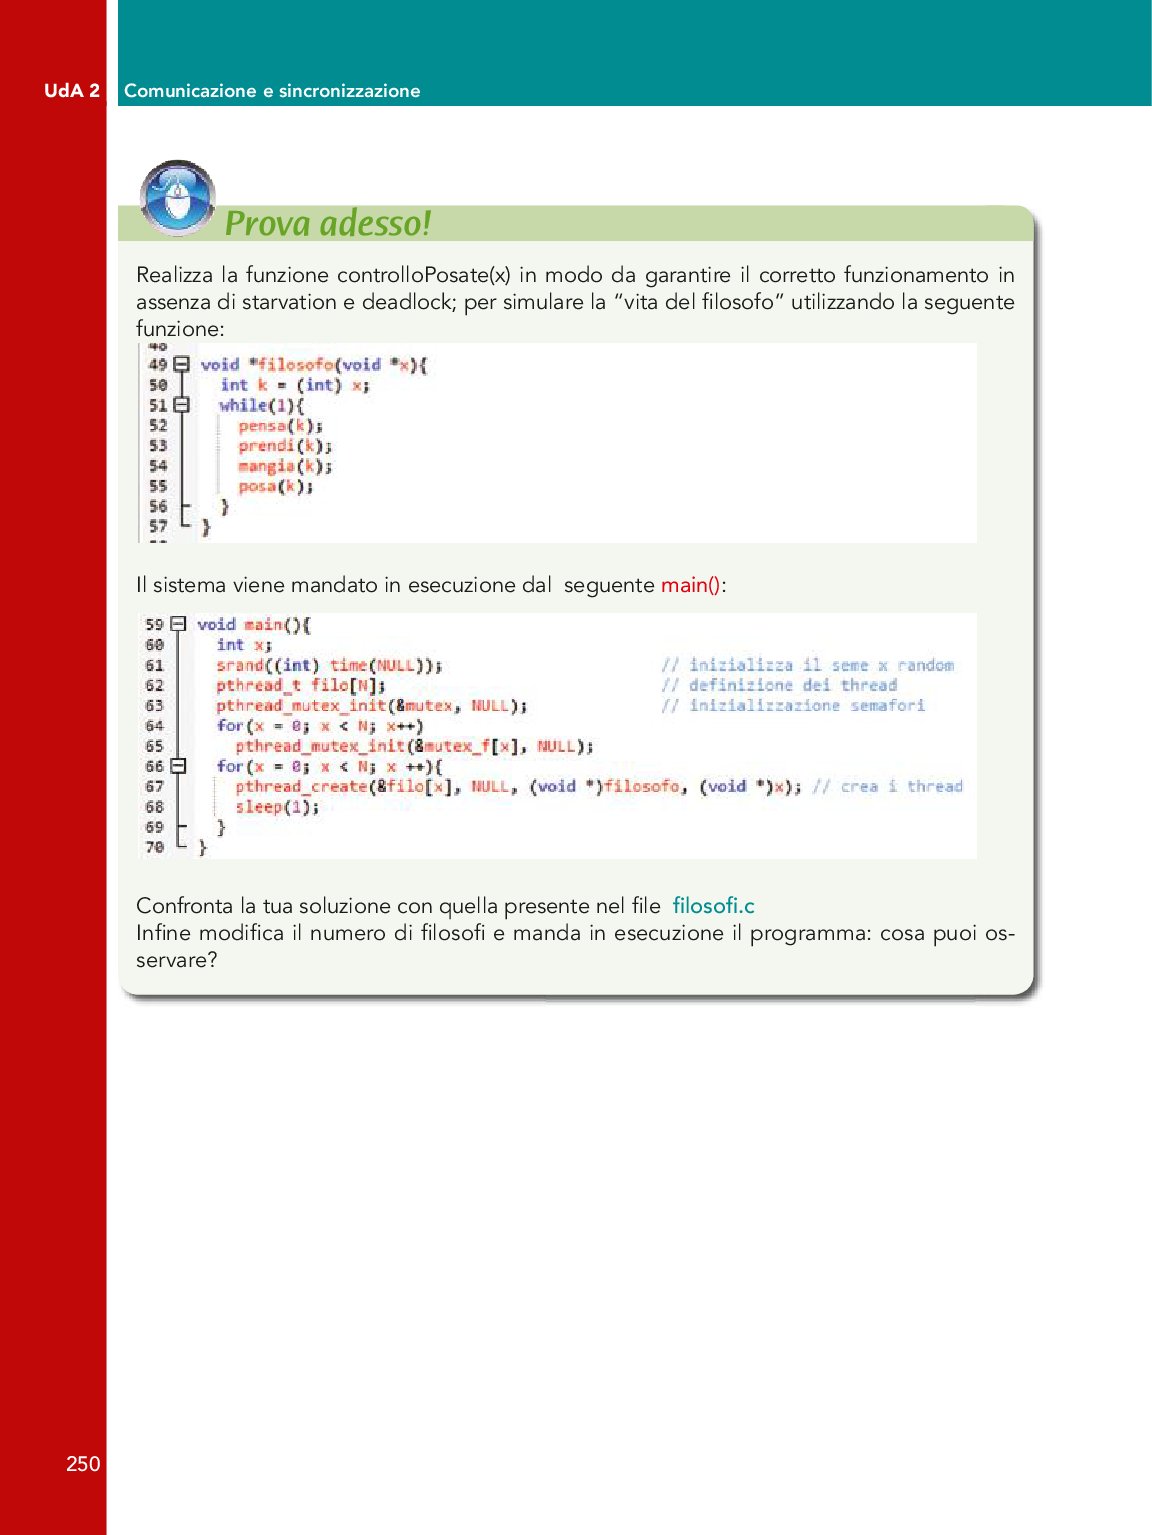 UdA 2 Comunicazione e sincronizzazione
Prova adesso!
Realizza la funzione controlloPosate(x) in modo da garantire il corretto funzionamento in
assenza di starvation e deadlock; per simulare la “vita del filosofo” utilizzando la seguente
funzione:
49 void *filosofo(void *x){
50 int k = (int) x;
51 while(1){
52 pensa(k);
53 prendi(k);
54 mangia(k);
55 posa(k);
56 }
57 }
Il sistema viene mandato in esecuzione dal seguente main():
59 void main(){
60 int x;
61 srand((int) time(NULL)); // inizializza il seme x random
62 pthread_t filo[N]; // definizione dei thread
63 pthread_mutex_init(&mutex, NULL); // inizializzazione semafori
64 for(x = 0; x < N; x++)
65 pthread_mutex_init(&mutex_f[x], NULL);
66 for(x = 0; x < N; x ++){
67 pthread_create(&filo[x], NULL, (void *)filosofo, (void *)x); // crea i thread
68 sleep(1);
69 }
70 }
Confronta la tua soluzione con quella presente nel file filosofi.c
Infine modifica il numero di filosofi e manda in esecuzione il programma: cosa puoi os-
servare?
250